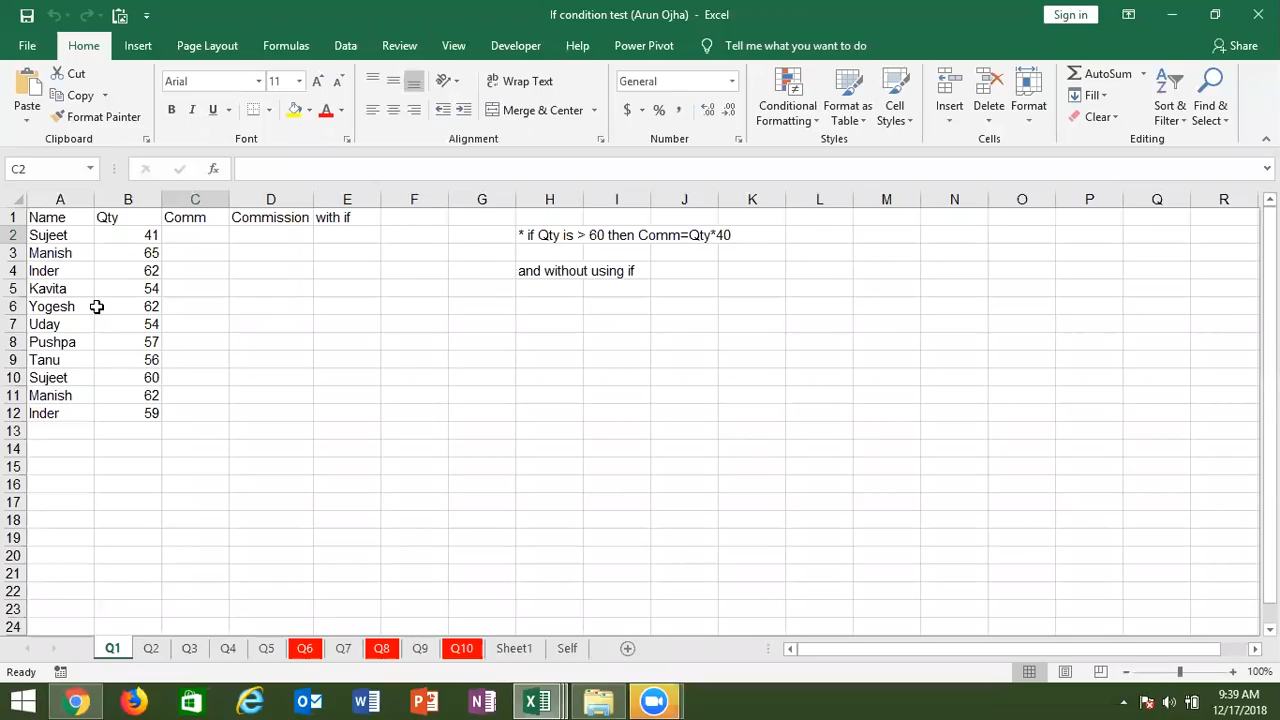 If condition test (Arun Ojha) - Excel
Sign in
File Home Insert Page Layout Formulas Data Review View Developer Help Power Pivot Tell me what you want to do Share
Paste
Cut
Copy
Format Painter
Clipboard
Arial 11
B I U
Font
Wrap Text
Merge & Center
Alignment
General
$ % ,
Number
Conditional Formatting
Format as Table
Cell Styles
Styles
Insert
Delete
Format
Cells
AutoSum
Fill
Clear
Sort & Filter
Find & Select
Editing
C2 fx
A B C D E F G H I J K L M N O P Q R
1 Name Qty Comm Commission with if
2 Sujeet 41 * if Qty is > 60 then Comm=Qty*40
3 Manish 65
4 Inder 62 and without using if
5 Kavita 54
6 Yogesh 62
7 Uday 54
8 Pushpa 57
9 Tanu 56
10 Sujeet 60
11 Manish 62
12 Inder 59
13
14
15
16
17
18
19
20
21
22
23
24
Q1 Q2 Q3 Q4 Q5 Q6 Q7 Q8 Q9 Q10 Sheet1 Self
Ready 100%
9:39 AM
12/17/2018